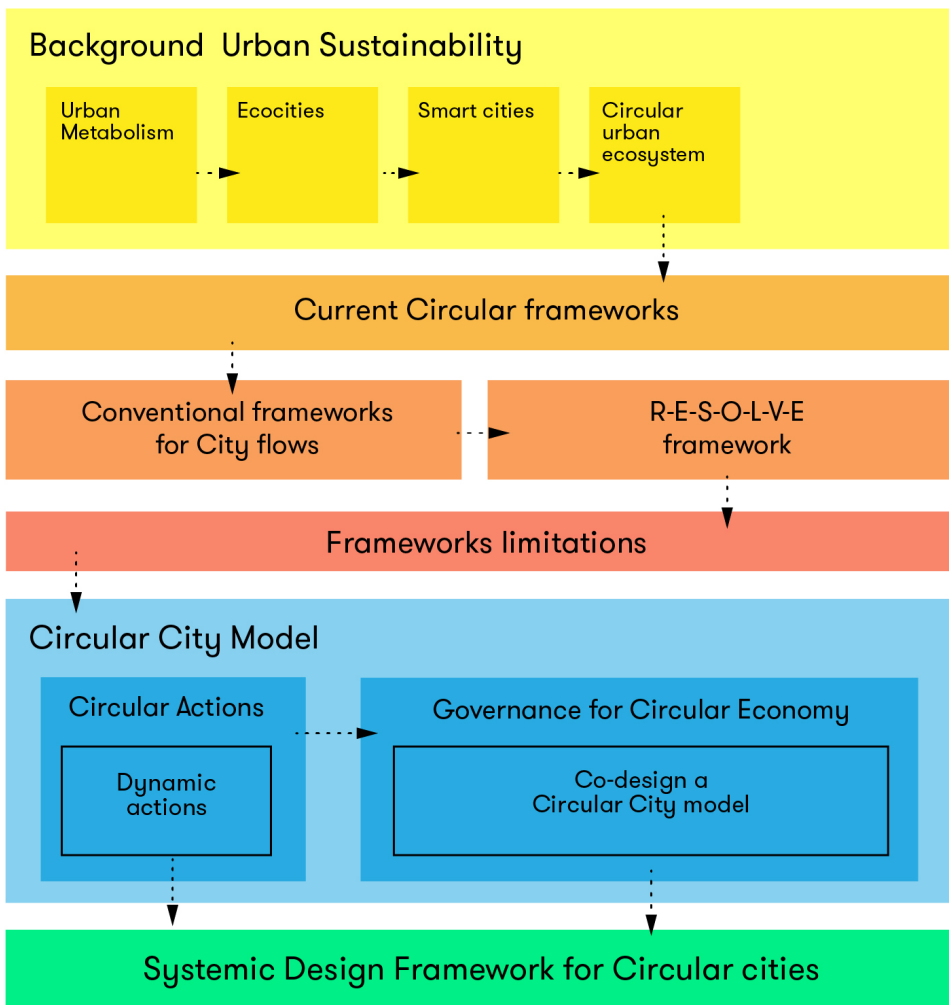 Background Urban Sustainability
Urban
Metabolism
Ecocities
Smart cities
Circular
urban
ecosystem
Current Circular frameworks
Conventional frameworks
for City flows
R-E-S-O-L-V-E
framework
Frameworks limitations
Circular City Model
Circular Actions
Dynamic
actions
Governance for Circular Economy
Co-design a
Circular City model
Systemic Design Framework for Circular cities